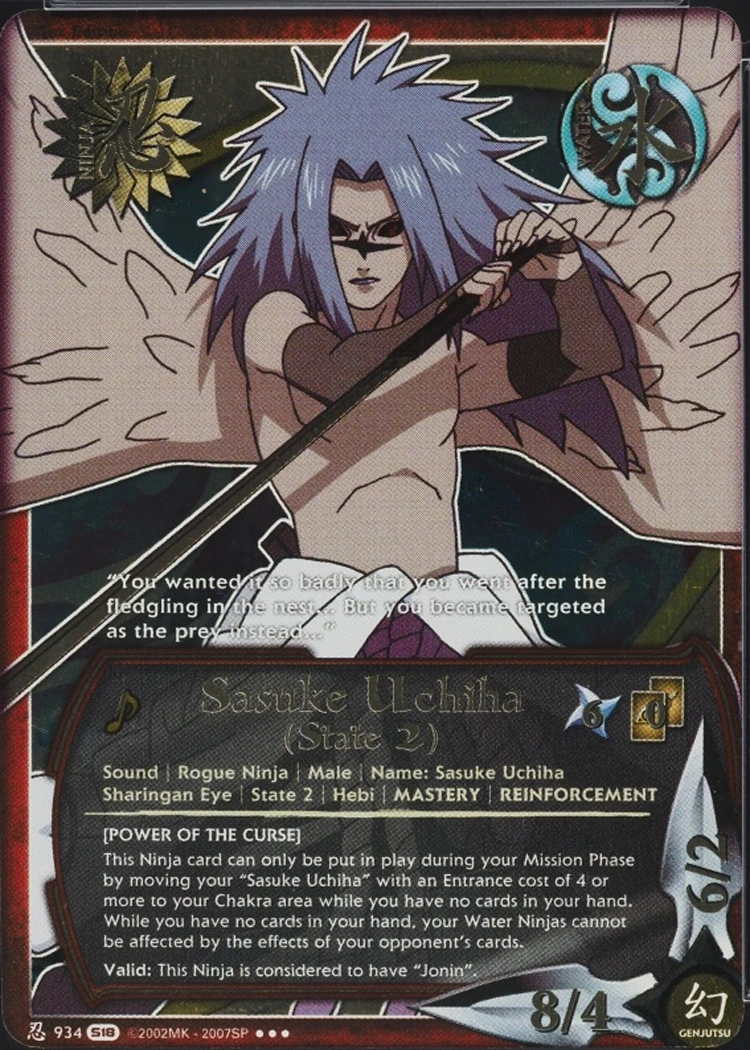 NINJA 忍
WATER 水
“You wanted it so badly that you went after the
fledgling in the nest... But you became targeted
as the prey instead...“
Sasuke Uchiha
(State 2)
6
0
Sound | Rogue Ninja | Male | Name: Sasuke Uchiha
Sharingan Eye | State 2 | Hebi | MASTERY | REINFORCEMENT
[POWER OF THE CURSE]
This Ninja card can only be put in play during your Mission Phase
by moving your “Sasuke Uchiha” with an Entrance cost of 4 or
more to your Chakra area while you have no cards in your hand.
While you have no cards in your hand, your Water Ninjas cannot
be affected by the effects of your opponent's cards.
Valid: This Ninja is considered to have “Jonin”.
6/2
8/4
幻
GENJUTSU
忍 934 S18 ©2002MK - 2007SP